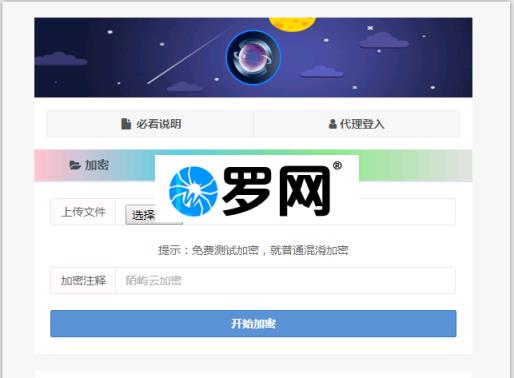 必看说明
代理登入
加密
罗网®
上传文件
选择
提示：免费测试加密，就普通混淆加密
加密注释
陌屿云加密
开始加密